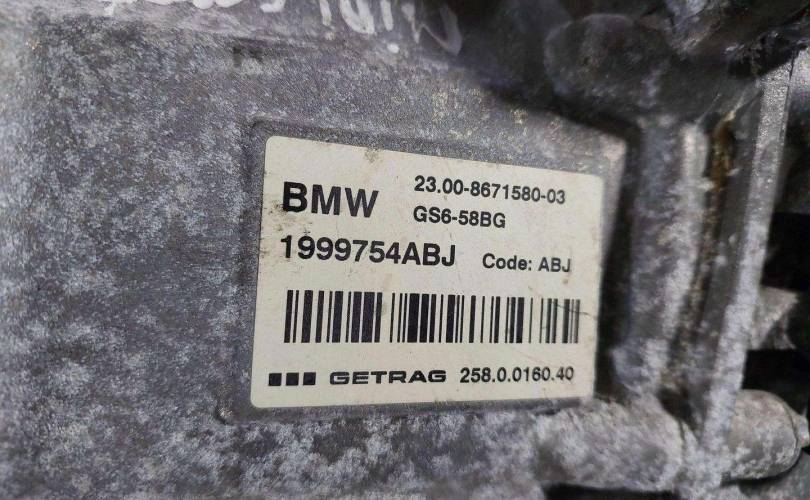 BMW 23.00-8671580-03
GS6-58BG
1999754ABJ Code: ABJ
GETRAG 258.0.0160.40